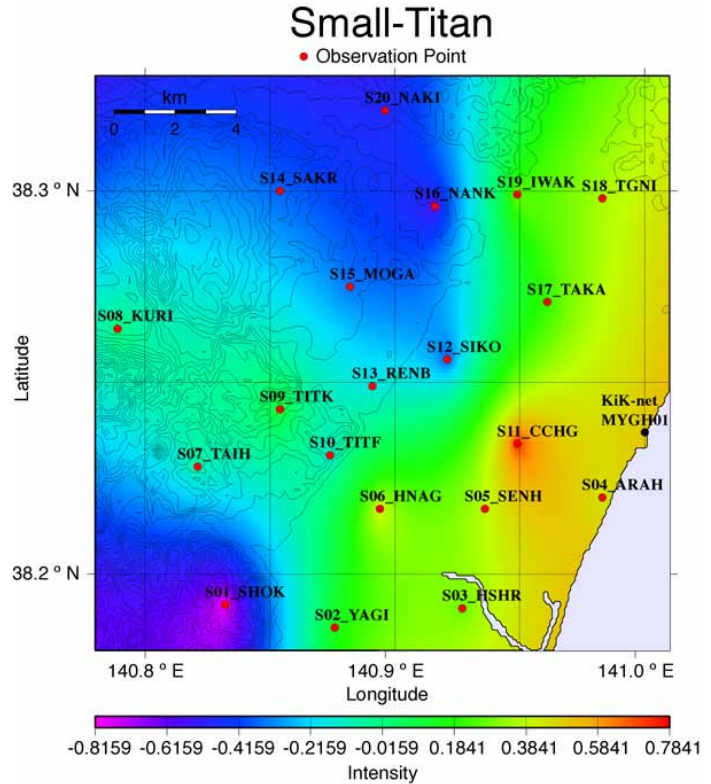 Small-Titan
Observation Point
km
0 2 4
S20_NAKI
S14_SAKR
S16_NANK
S19_IWAK
S18_TGNI
38.3 ° N
S15_MOGA
S17_TAKA
S08_KURI
S12_SIKO
S13_RENB
S09_TITK
KiK-net
MYGH01
S11_CCHG
S10_TITF
S07_TAIH
S06_HNAG
S05_SENH
S04_ARAH
38.2 ° N
S01_SHOK
S02_YAGI
S03_HSHR
Latitude
140.8 ° E 140.9 ° E 141.0 ° E
Longitude
-0.8159 -0.6159 -0.4159 -0.2159 -0.0159 0.1841 0.3841 0.5841 0.7841
Intensity